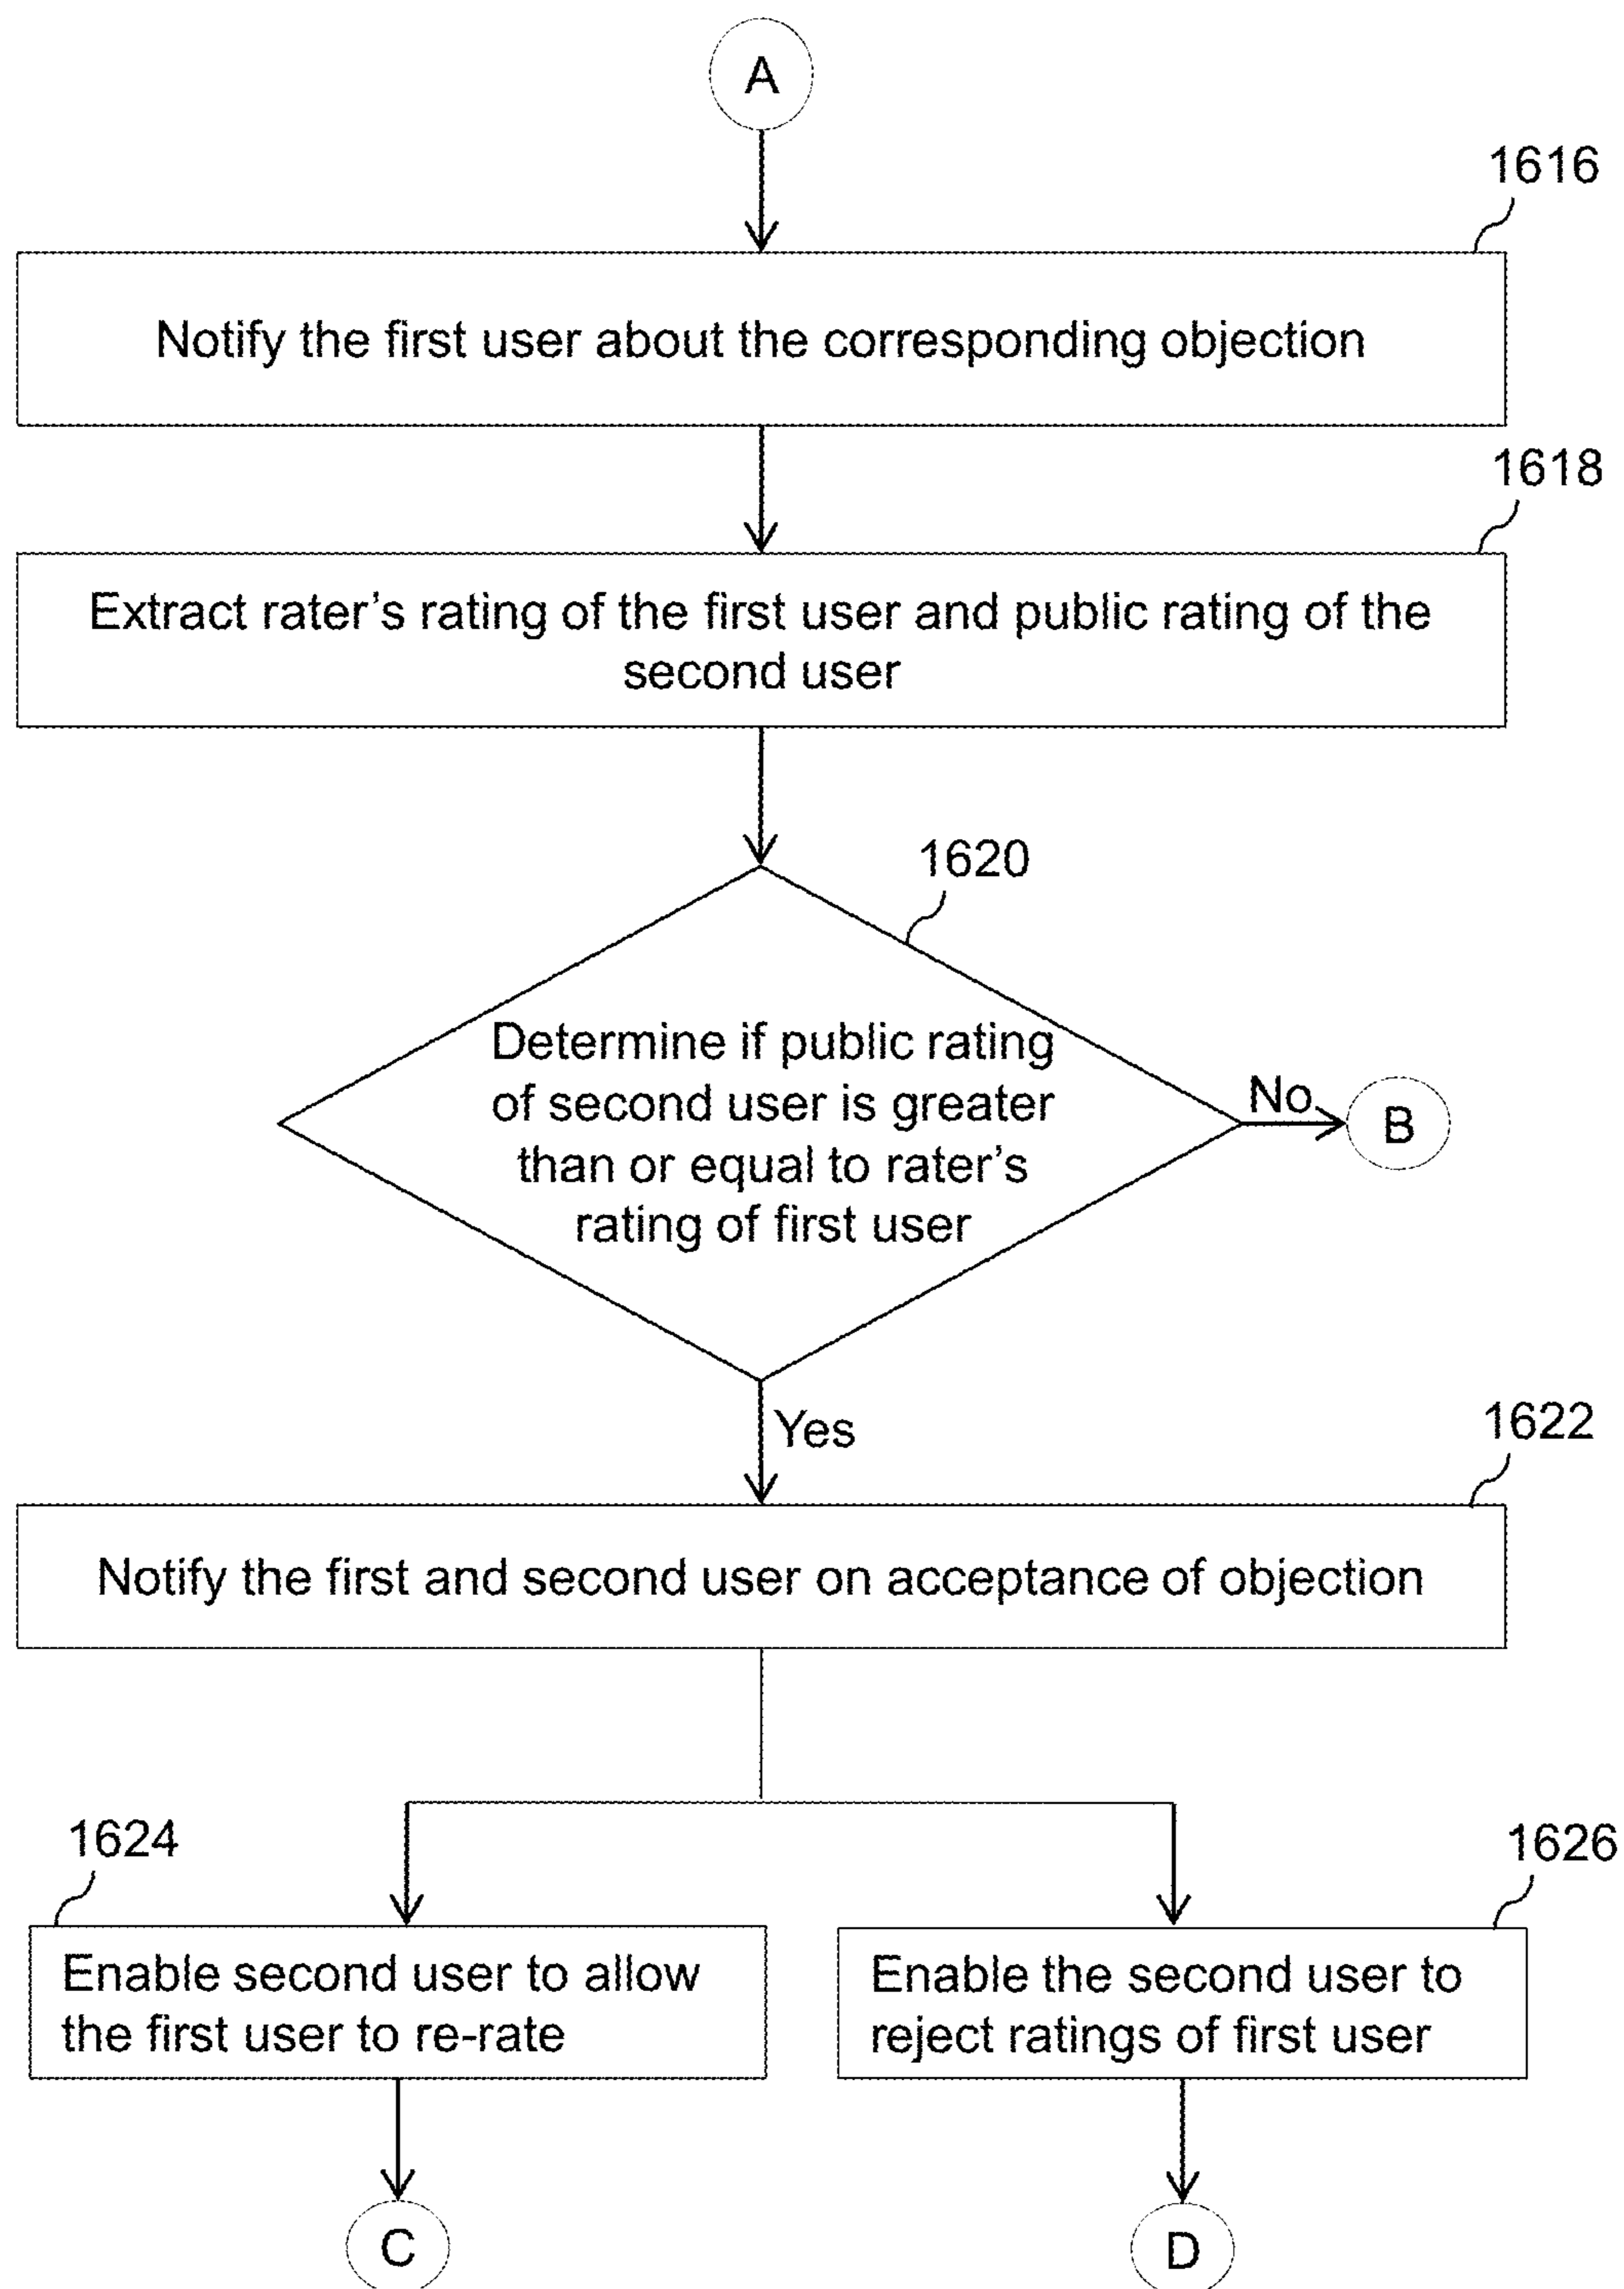 A
1616
Notify the first user about the corresponding objection
1618
Extract rater's rating of the first user and public rating of the
second user
1620
Determine if public rating
of second user is greater
than or equal to rater's
rating of first user
No
B
Yes
1622
Notify the first and second user on acceptance of objection
1624
Enable second user to allow
the first user to re-rate
1626
Enable the second user to
reject ratings of first user
C
D